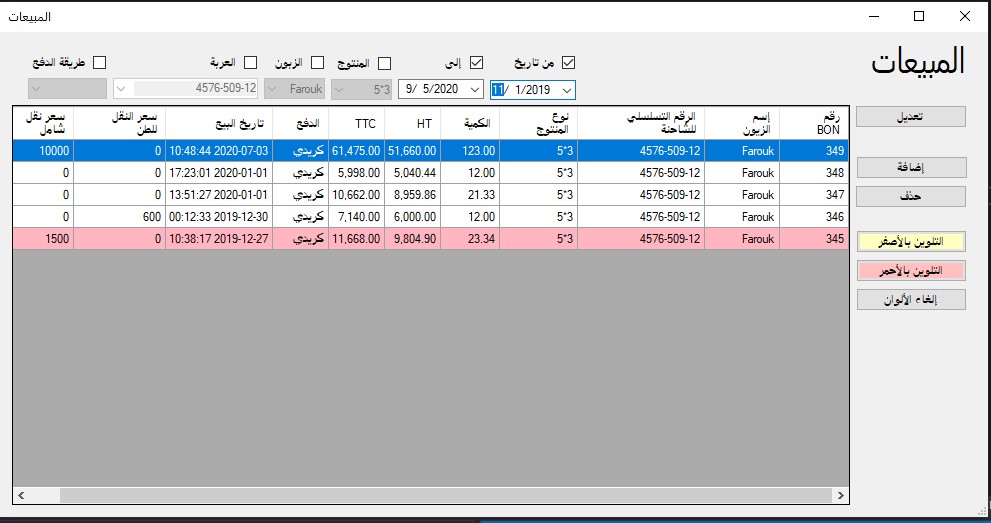 المبيعات
المبيعات
من تاريخ إلى المنتوج الزبون العربة طريقة الدفع
11/ 1/2019 9/ 5/2020 5*3 Farouk 4576-509-12
تعديل
إضافة
حذف
التلوين بالأصفر
التلوين بالأحمر
إلغاء الألوان
رقم BON إسم الزبون الرقم التسلسلي للشاحنة نوع المنتوج الكمية HT TTC الدفع تاريخ البيع سعر النقل للطن سعر نقل شامل
349 Farouk 4576-509-12 5*3 123.00 51,660.00 61,475.00 كريدي 2020-07-03 10:48:44 0 10000
348 Farouk 4576-509-12 5*3 12.00 5,040.44 5,998.00 كريدي 2020-01-01 17:23:01 0 0
347 Farouk 4576-509-12 5*3 21.33 8,959.86 10,662.00 كريدي 2020-01-01 13:51:27 0 0
346 Farouk 4576-509-12 5*3 12.00 6,000.00 7,140.00 كريدي 2019-12-30 00:12:33 600 0
345 Farouk 4576-509-12 5*3 23.34 9,804.90 11,668.00 كريدي 2019-12-27 10:38:17 0 1500